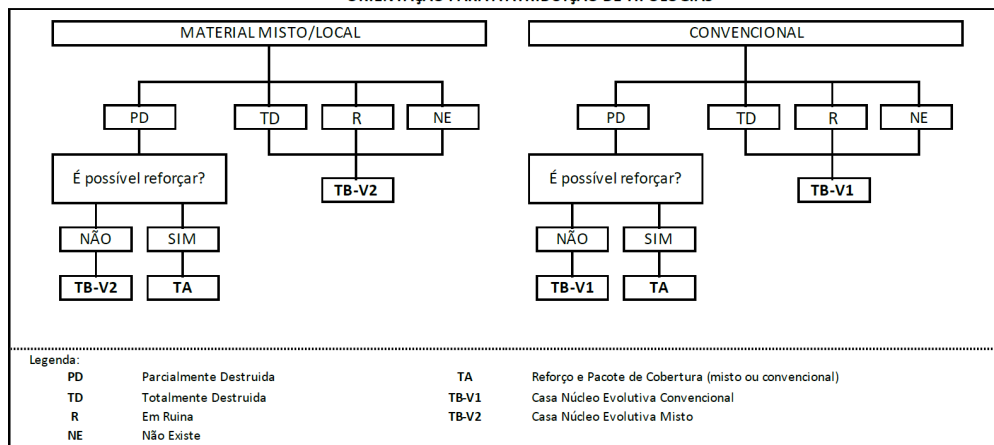 MATERIAL MISTO/LOCAL
PD
TD
R
NE
É possível reforçar?
TB-V2
NÃO
SIM
TB-V2
TA
CONVENCIONAL
PD
TD
R
NE
É possível reforçar?
TB-V1
NÃO
SIM
TB-V1
TA
Legenda:
PD Parcialmente Destruida TA Reforço e Pacote de Cobertura (misto ou convencional)
TD Totalmente Destruida TB-V1 Casa Núcleo Evolutiva Convencional
R Em Ruina TB-V2 Casa Núcleo Evolutiva Misto
NE Não Existe